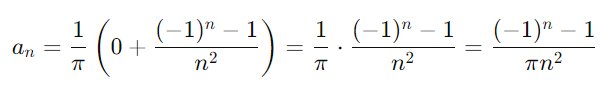 $a_n = \frac{1}{\pi} \left( 0 + \frac{(-1)^n - 1}{n^2} \right) = \frac{1}{\pi} \cdot \frac{(-1)^n - 1}{n^2} = \frac{(-1)^n - 1}{\pi n^2}$